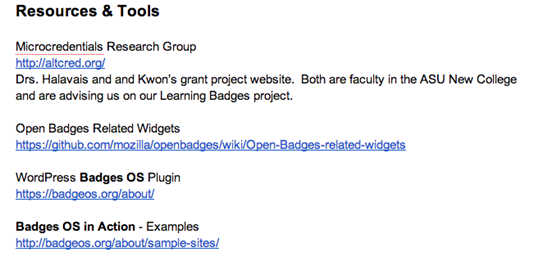 Resources & Tools
Microcredentials Research Group
http://altcred.org/
Drs. Halavais and and Kwon's grant project website.  Both are faculty in the ASU New College
and are advising us on our Learning Badges project.
Open Badges Related Widgets
https://github.com/mozilla/openbadges/wiki/Open-Badges-related-widgets
WordPress Badges OS Plugin
https://badgeos.org/about/
Badges OS in Action - Examples
http://badgeos.org/about/sample-sites/